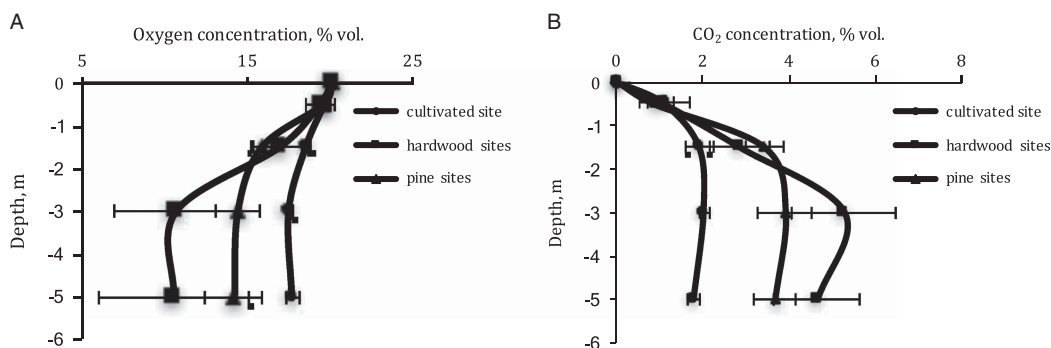 A
Oxygen concentration, % vol.
5 15 25
0
-1
-2
-3
-4
-5
-6
Depth, m
cultivated site
hardwood sites
pine sites
B
CO₂ concentration, % vol.
0 2 4 6 8
0
-1
-2
-3
-4
-5
-6
Depth, m
cultivated site
hardwood sites
pine sites